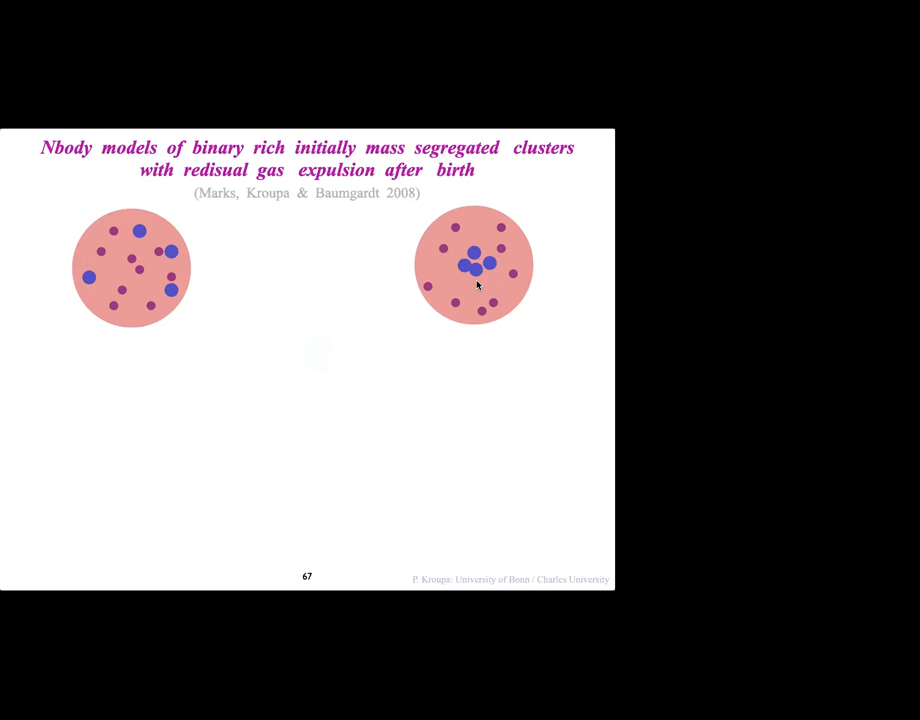 Nbody models of binary rich initially mass segregated clusters
with redisual gas expulsion after birth
(Marks, Kroupa & Baumgardt 2008)
67
P. Kroupa: University of Bonn / Charles University